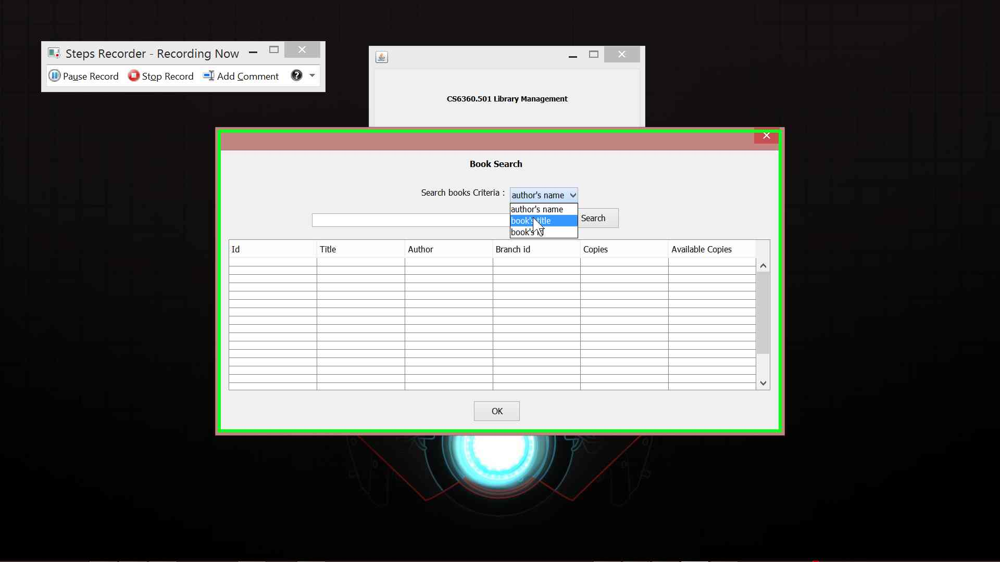 Steps Recorder - Recording Now
Pause Record Stop Record Add Comment
CS6360.501 Library Management
Book Search
Search books Criteria : author's name
author's name
book's title
book's id
Search
Id Title Author Branch id Copies Available Copies
OK